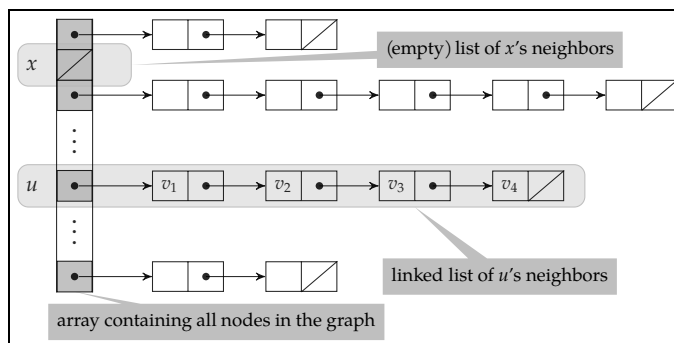 (empty) list of x's neighbors
x
⋮
u
v₁ v₂ v₃ v₄
⋮
linked list of u's neighbors
array containing all nodes in the graph